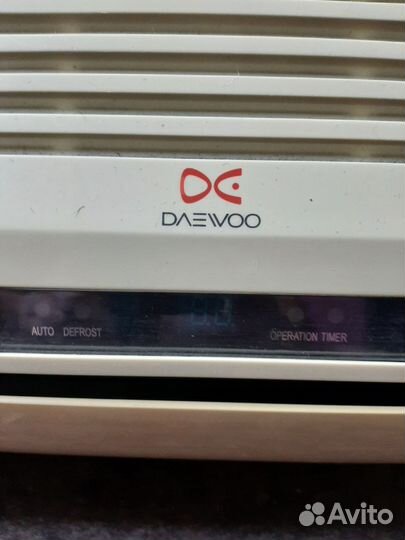 DAEWOO
AUTO DEFROST OPERATION TIMER
Avito